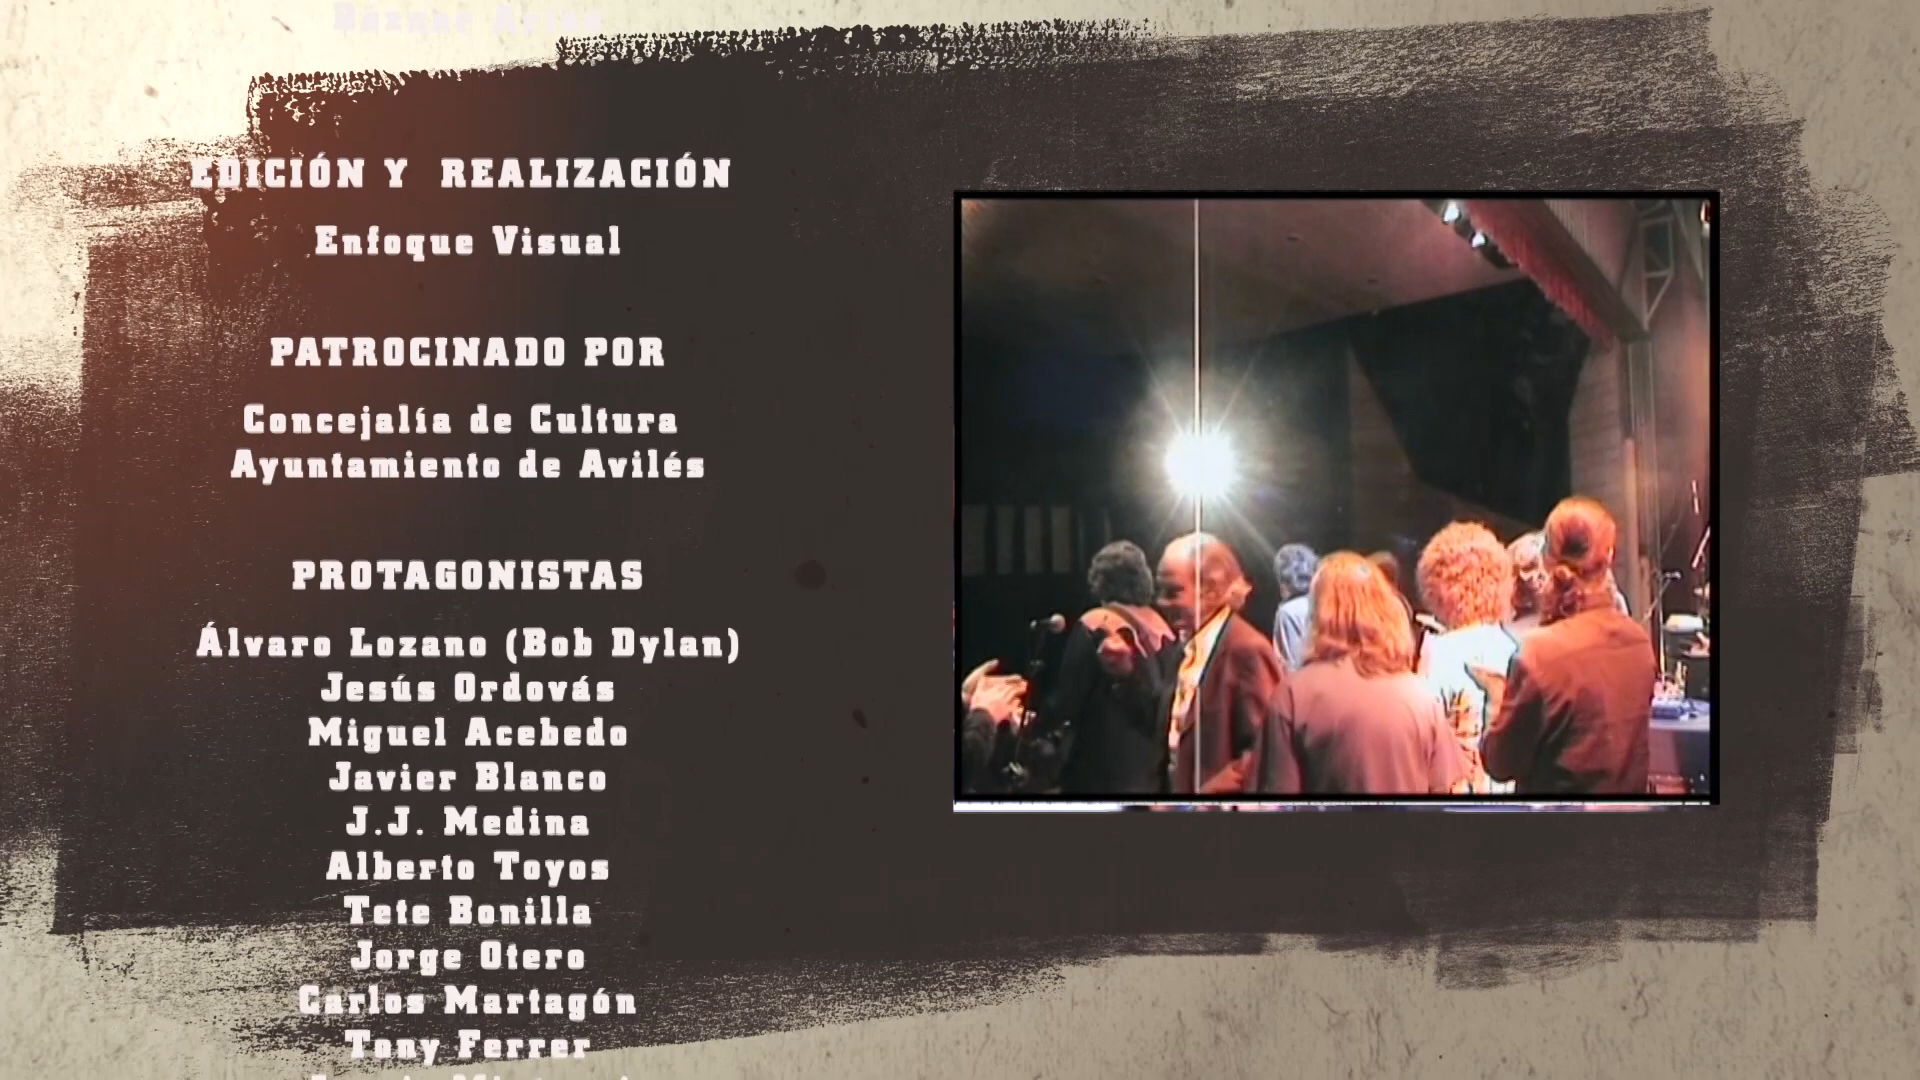 EDICIÓN Y REALIZACIÓN
Enfoque Visual
PATROCINADO POR
Concejalía de Cultura
Ayuntamiento de Avilés
PROTAGONISTAS
Álvaro Lozano (Bob Dylan)
Jesús Ordovás
Miguel Acebedo
Javier Blanco
J.J. Medina
Alberto Toyos
Tete Bonilla
Jorge Otero
Carlos Martagón
Tony Ferrer